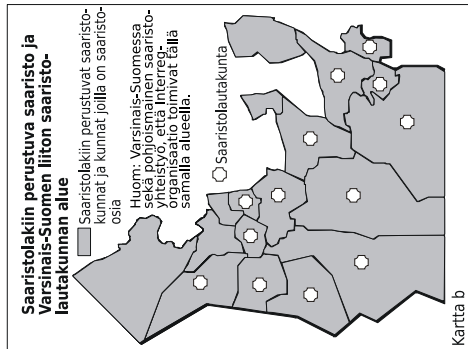 Saaristolakiin perustuva saaristo ja
Varsinais-Suomen liiton saaristo-
lautakunnan alue
Saaristolakiin perustuvat saaristo-
kunnat ja kunnat joilla on saaristo-
osia
Huom: Varsinais-Suomessa
sekä pohjoismainen saaristo-
yhteistyö, että Interreg-
organisaatio toimivat tällä
samalla alueella.
Saaristolautakunta
Kartta b